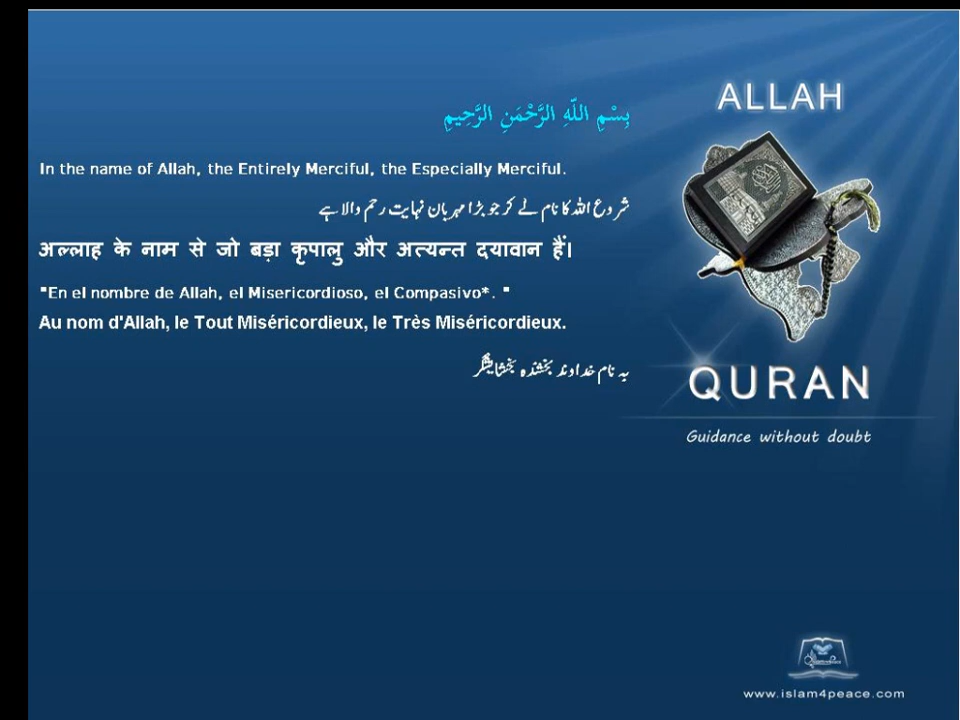 بِسْمِ اللّهِ الرَّحْمَنِ الرَّحِيمِ
In the name of Allah, the Entirely Merciful, the Especially Merciful.
شروع اللہ کا نام لے کر جو بڑا مہربان نہایت رحم والا ہے
अल्लाह के नाम से जो बड़ा कृपालु और अत्यन्त दयावान हैं।
"En el nombre de Allah, el Misericordioso, el Compasivo*. "
Au nom d'Allah, le Tout Miséricordieux, le Très Miséricordieux.
به نام خداوند بخشنده بخشایشگر
ALLAH
QURAN
Guidance without doubt
www.islam4peace.com